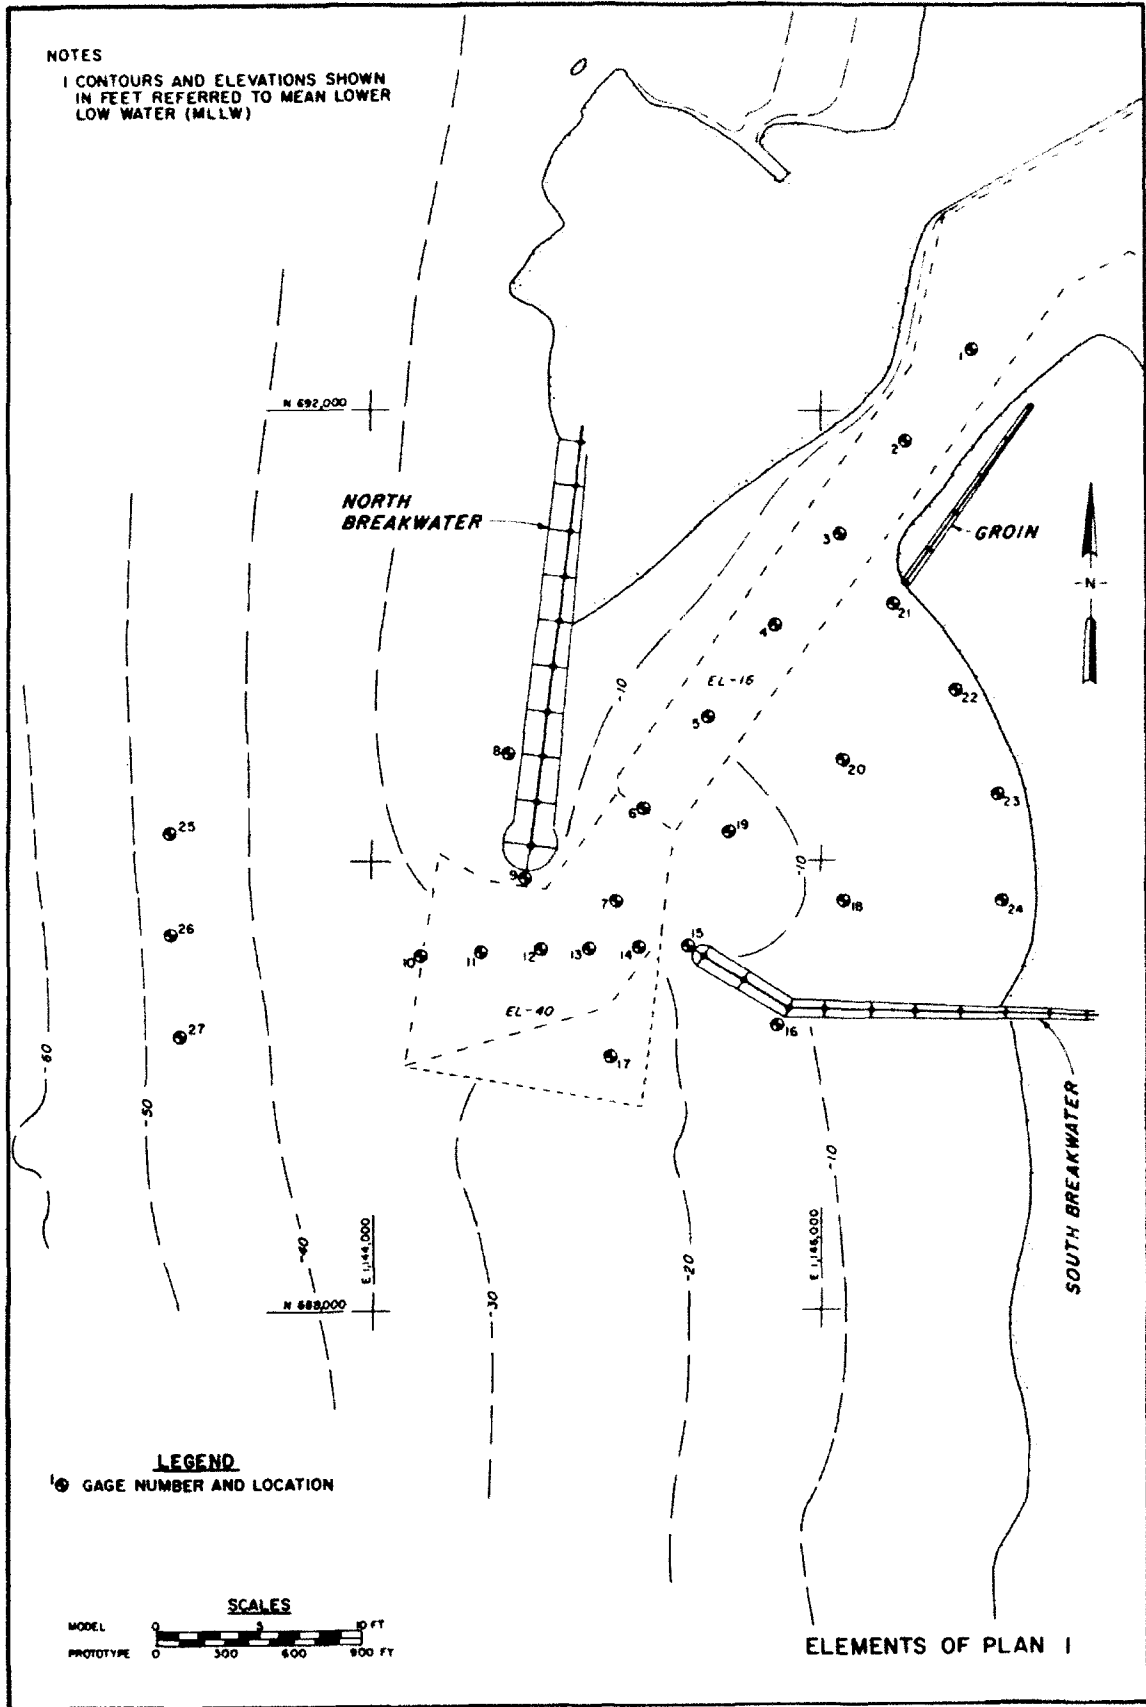 NOTES
1 CONTOURS AND ELEVATIONS SHOWN
IN FEET REFERRED TO MEAN LOWER
LOW WATER (MLLW)
1
N 692,000
2
NORTH
BREAKWATER
3
GROIN
-N-
21
4
-10
EL-16
22
5
8
20
23
6
25
19
-10
9
7
18
24
26
15
10
11
12
13
14
EL-40
16
27
17
-60
-50
SOUTH BREAKWATER
-10
E 1,144,000
E 1,146,000
-40
-20
-30
N 688,000
LEGEND
1 GAGE NUMBER AND LOCATION
SCALES
MODEL 0 5 10 FT
PROTOTYPE 0 300 600 900 FT
ELEMENTS OF PLAN 1